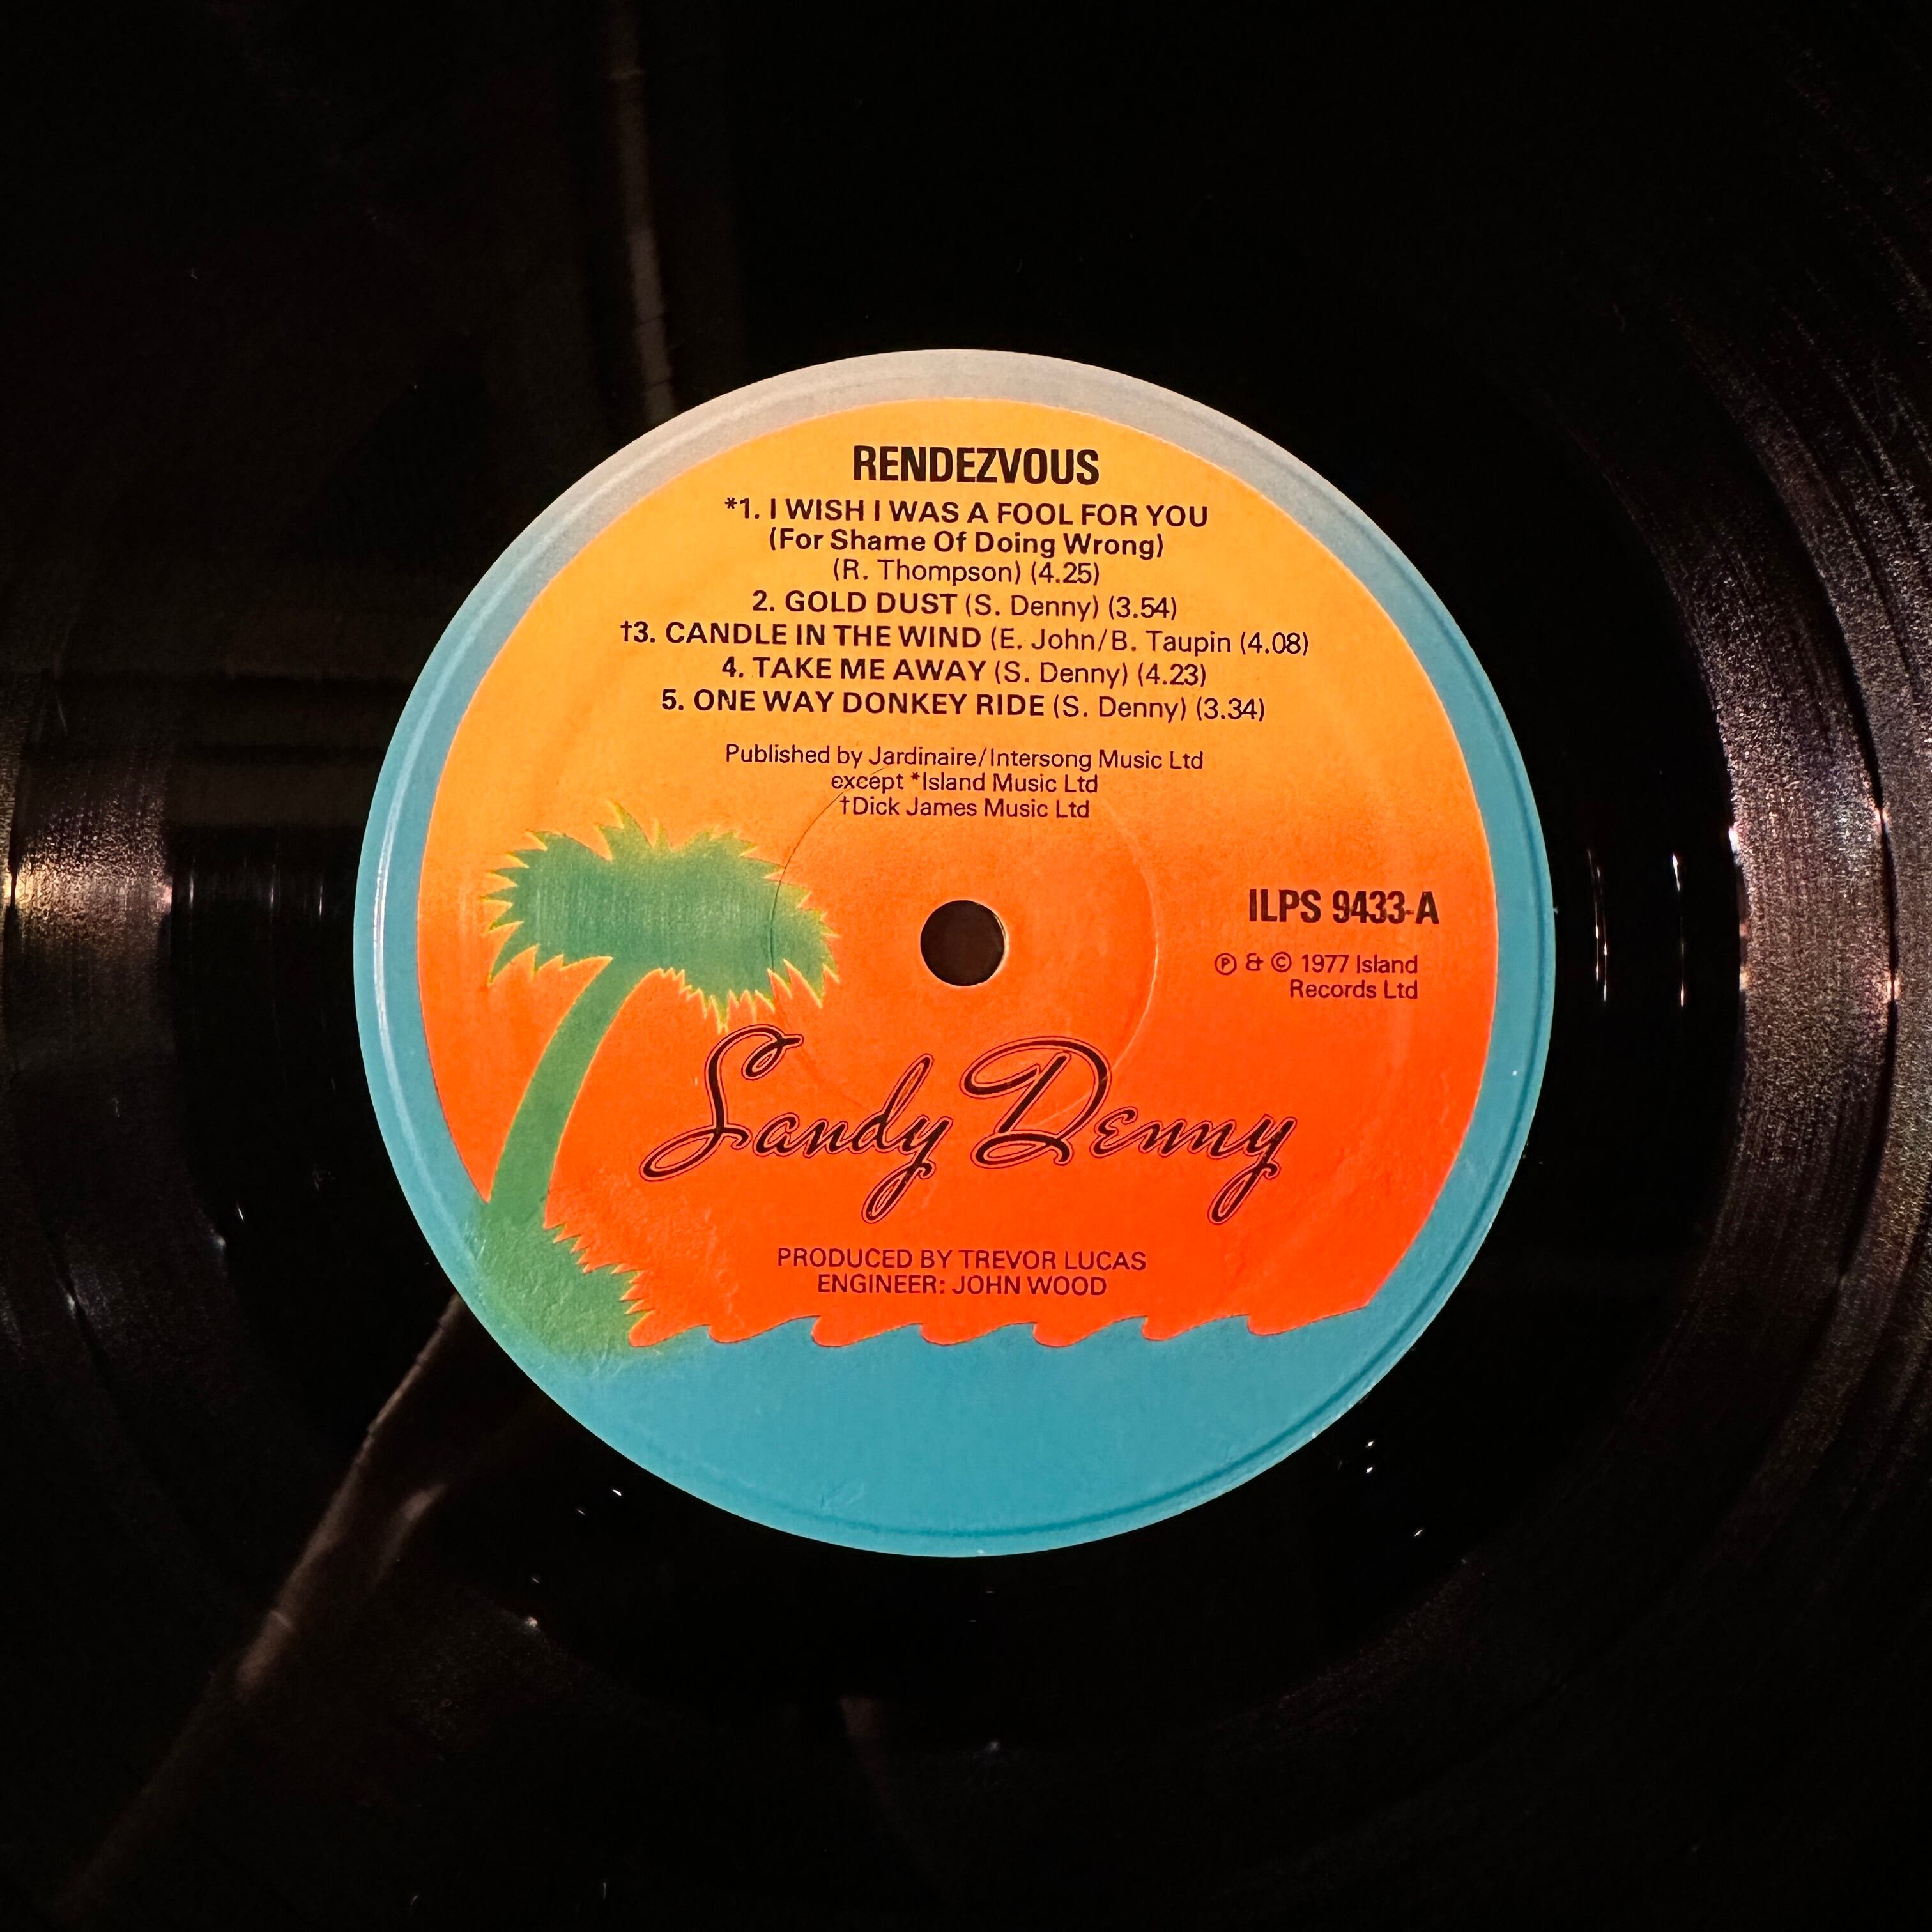 RENDEZVOUS
*1. I WISH I WAS A FOOL FOR YOU
(For Shame Of Doing Wrong)
(R. Thompson) (4.25)
2. GOLD DUST (S. Denny) (3.54)
†3. CANDLE IN THE WIND (E. John/B. Taupin (4.08)
4. TAKE ME AWAY (S. Denny) (4.23)
5. ONE WAY DONKEY RIDE (S. Denny) (3.34)
Published by Jardinaire/Intersong Music Ltd
except *Island Music Ltd
†Dick James Music Ltd
ILPS 9433-A
℗ & © 1977 Island
Records Ltd
Sandy Denny
PRODUCED BY TREVOR LUCAS
ENGINEER: JOHN WOOD